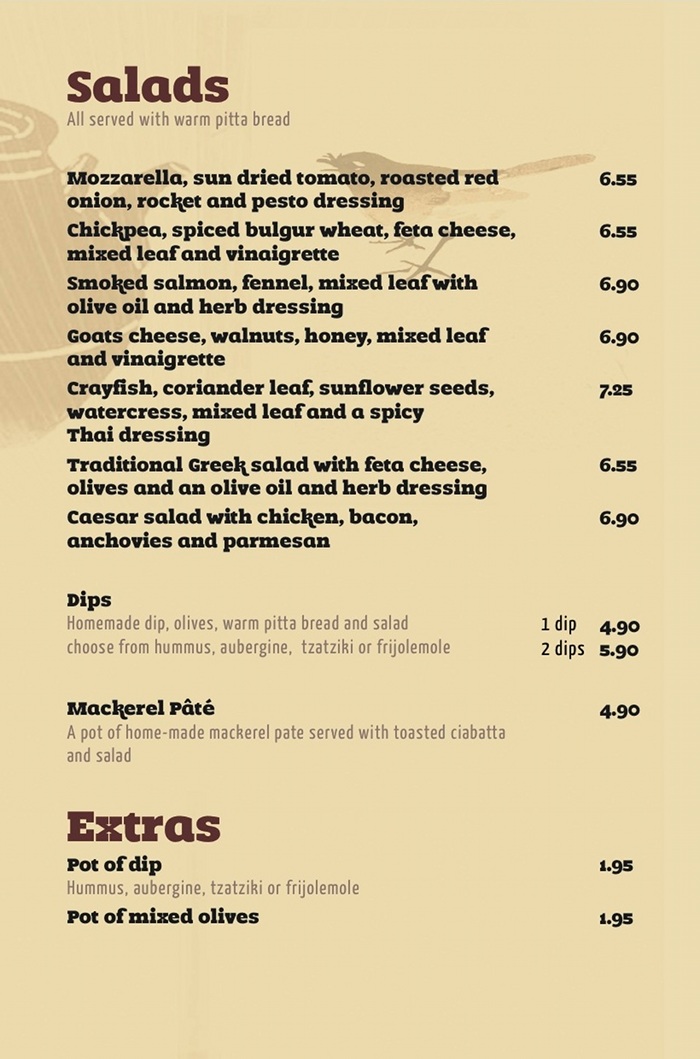 Salads
All served with warm pitta bread
Mozzarella, sun dried tomato, roasted red 6.55
onion, rocket and pesto dressing
Chickpea, spiced bulgur wheat, feta cheese, 6.55
mixed leaf and vinaigrette
Smoked salmon, fennel, mixed leaf with 6.90
olive oil and herb dressing
Goats cheese, walnuts, honey, mixed leaf 6.90
and vinaigrette
Crayfish, coriander leaf, sunflower seeds, 7.25
watercress, mixed leaf and a spicy
Thai dressing
Traditional Greek salad with feta cheese, 6.55
olives and an olive oil and herb dressing
Caesar salad with chicken, bacon, 6.90
anchovies and parmesan
Dips
Homemade dip, olives, warm pitta bread and salad 1 dip 4.90
choose from hummus, aubergine, tzatziki or frijolemole 2 dips 5.90
Mackerel Pâté 4.90
A pot of home-made mackerel pate served with toasted ciabatta
and salad
Extras
Pot of dip 1.95
Hummus, aubergine, tzatziki or frijolemole
Pot of mixed olives 1.95